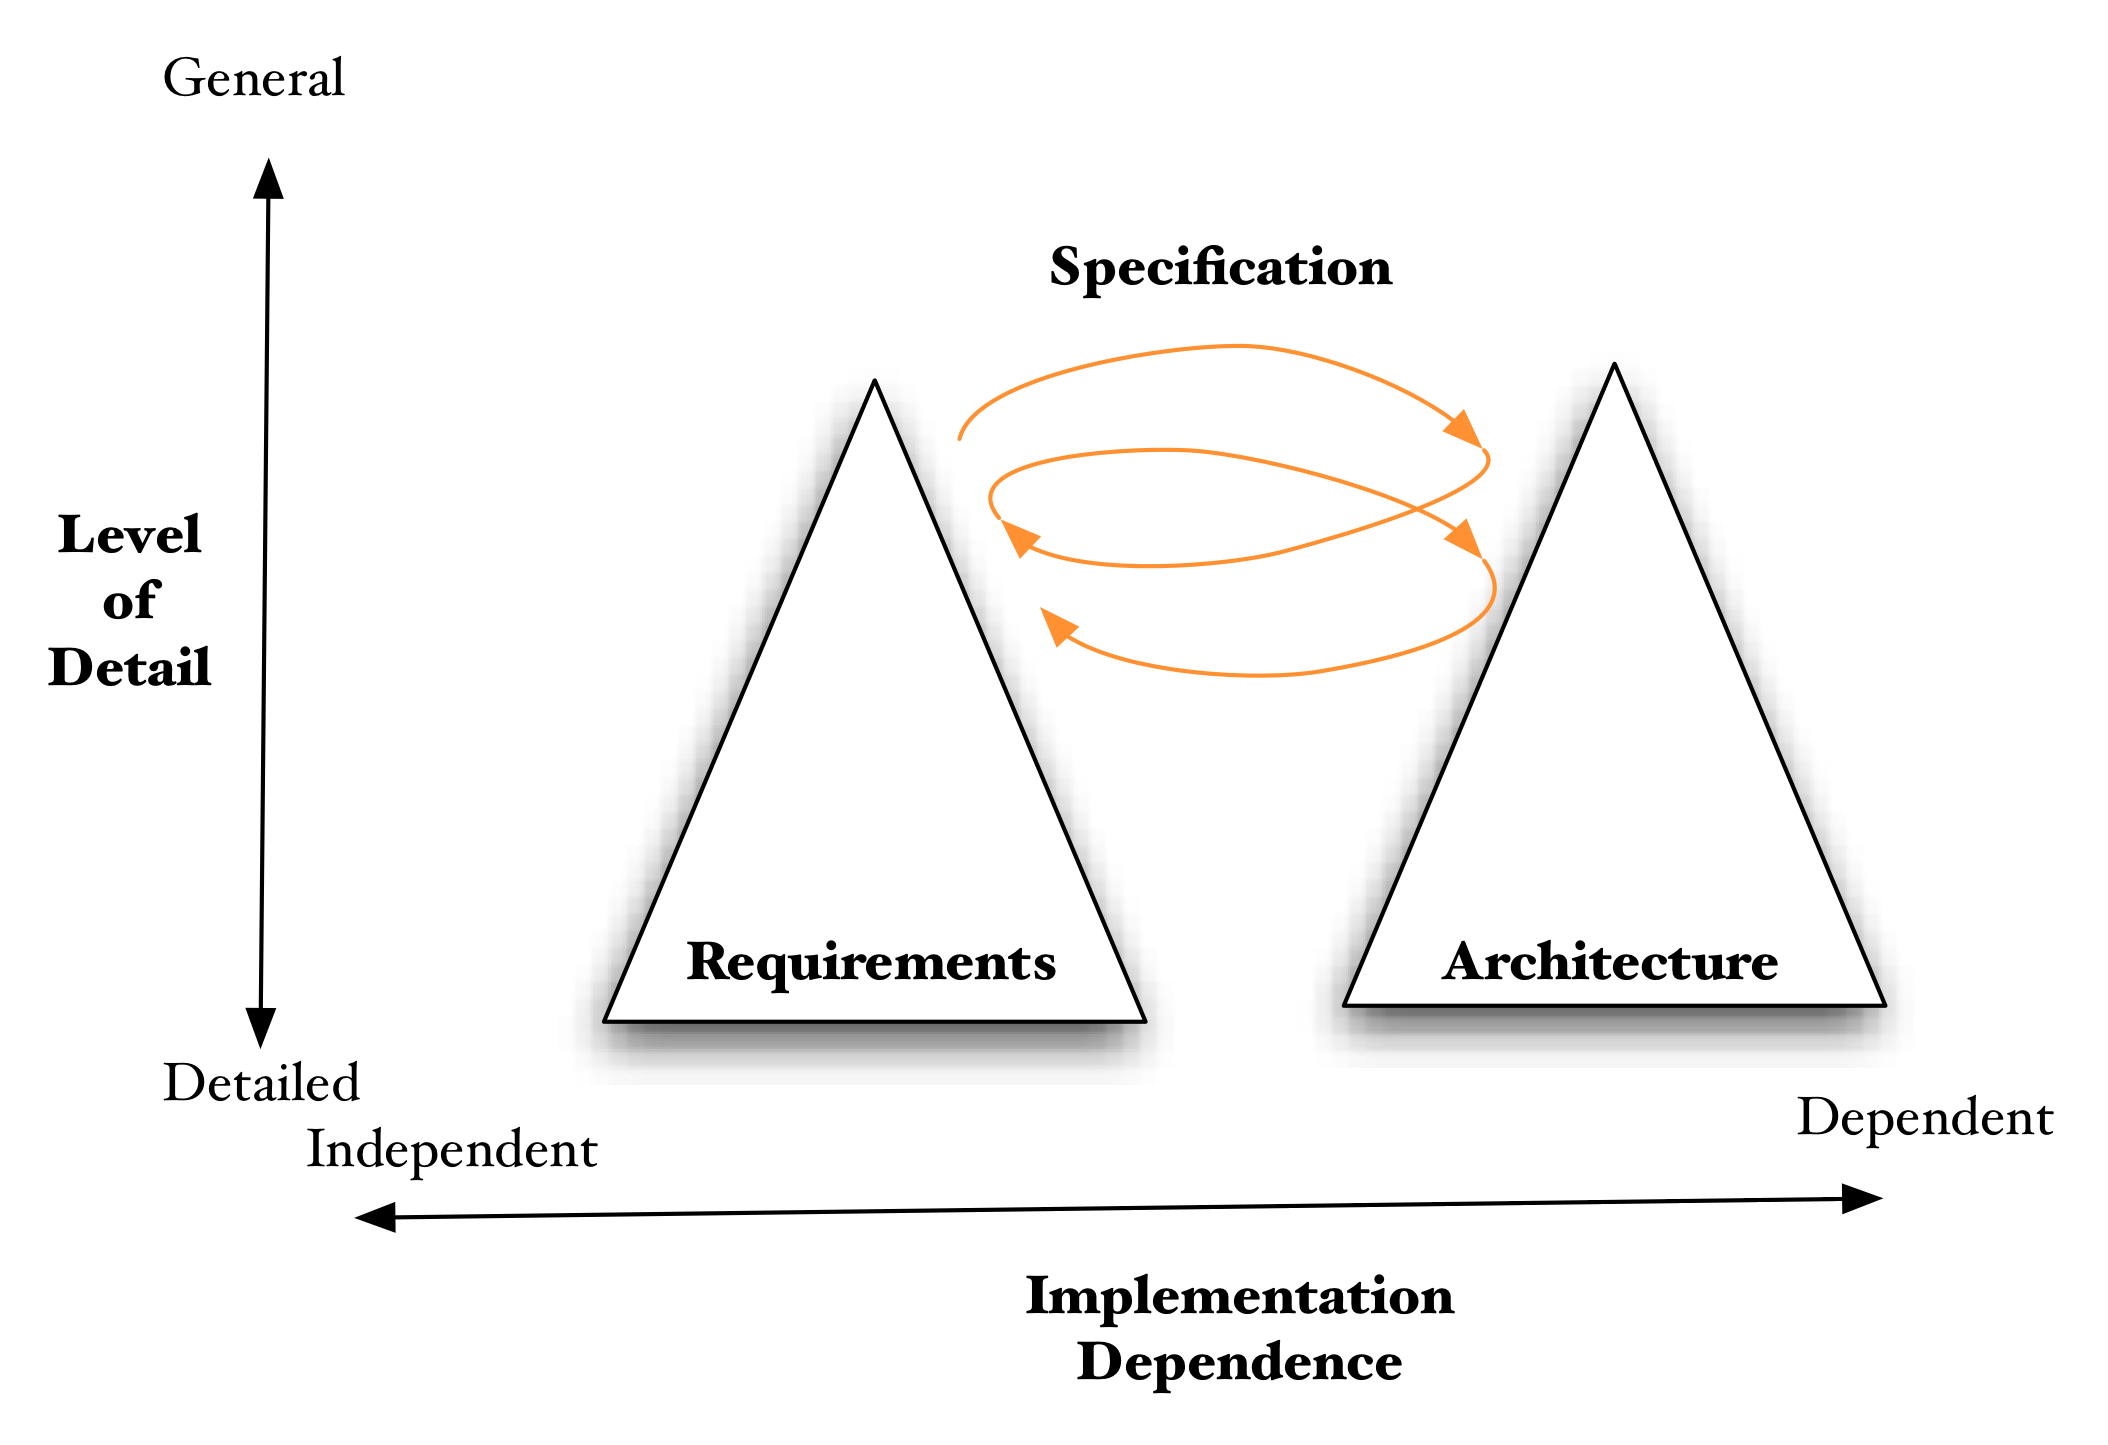 General
Specification
Level
of
Detail
Requirements
Architecture
Detailed
Independent
Dependent
Implementation
Dependence